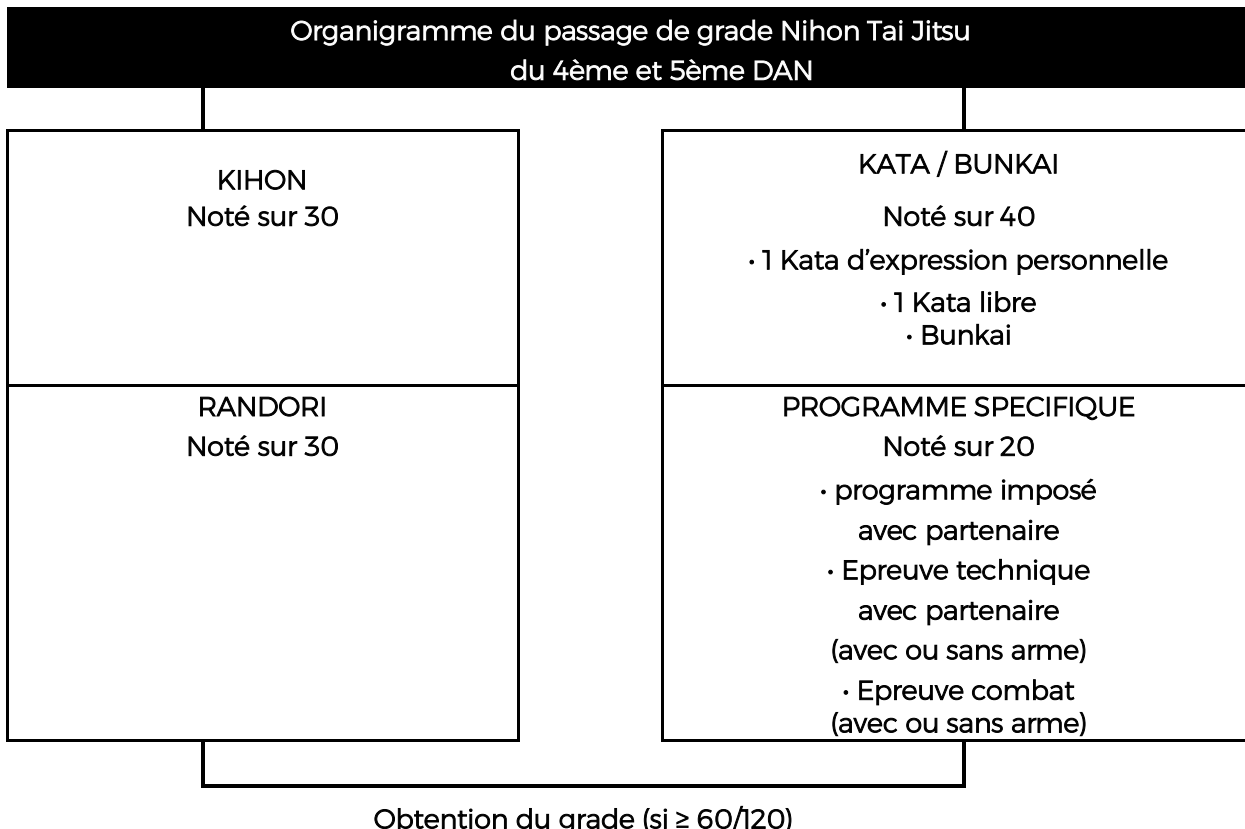 Organigramme du passage de grade Nihon Tai Jitsu
du 4ème et 5ème DAN
KIHON
Noté sur 30
RANDORI
Noté sur 30
KATA / BUNKAI
Noté sur 40
• 1 Kata d'expression personnelle
• 1 Kata libre
• Bunkai
PROGRAMME SPECIFIQUE
Noté sur 20
• programme imposé
avec partenaire
• Epreuve technique
avec partenaire
(avec ou sans arme)
• Epreuve combat
(avec ou sans arme)
Obtention du grade (si ≥ 60/120)